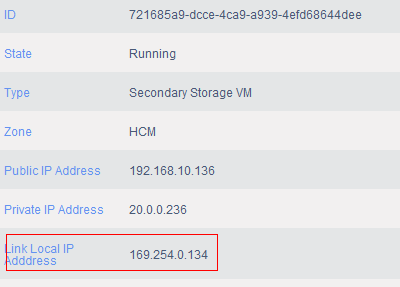 ID 721685a9-dcce-4ca9-a939-4efd68644dee
State Running
Type Secondary Storage VM
Zone HCM
Public IP Address 192.168.10.136
Private IP Address 20.0.0.236
Link Local IP
Adddress 169.254.0.134